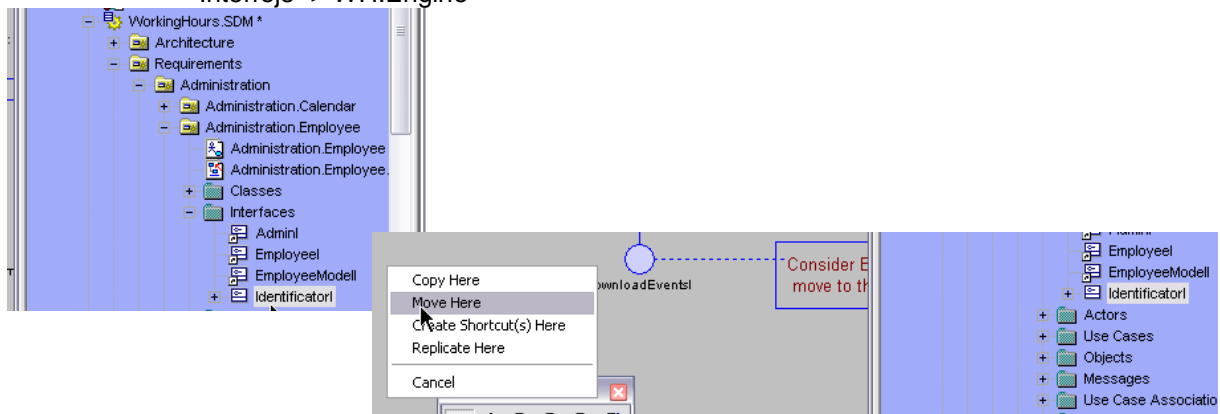 WorkingHours.SDM *
Architecture
Requirements
Administration
Administration.Calendar
Administration.Employee
Administration.Employee
Administration.Employee.
Classes
Interfaces
AdminI
EmployeeI
EmployeeModelI
IdentificatorI
Copy Here
Move Here
Create Shortcut(s) Here
Replicate Here
Cancel
ownloadEventsI
Consider E
move to th
EmployeeI
EmployeeModelI
IdentificatorI
Actors
Use Cases
Objects
Messages
Use Case Associatio